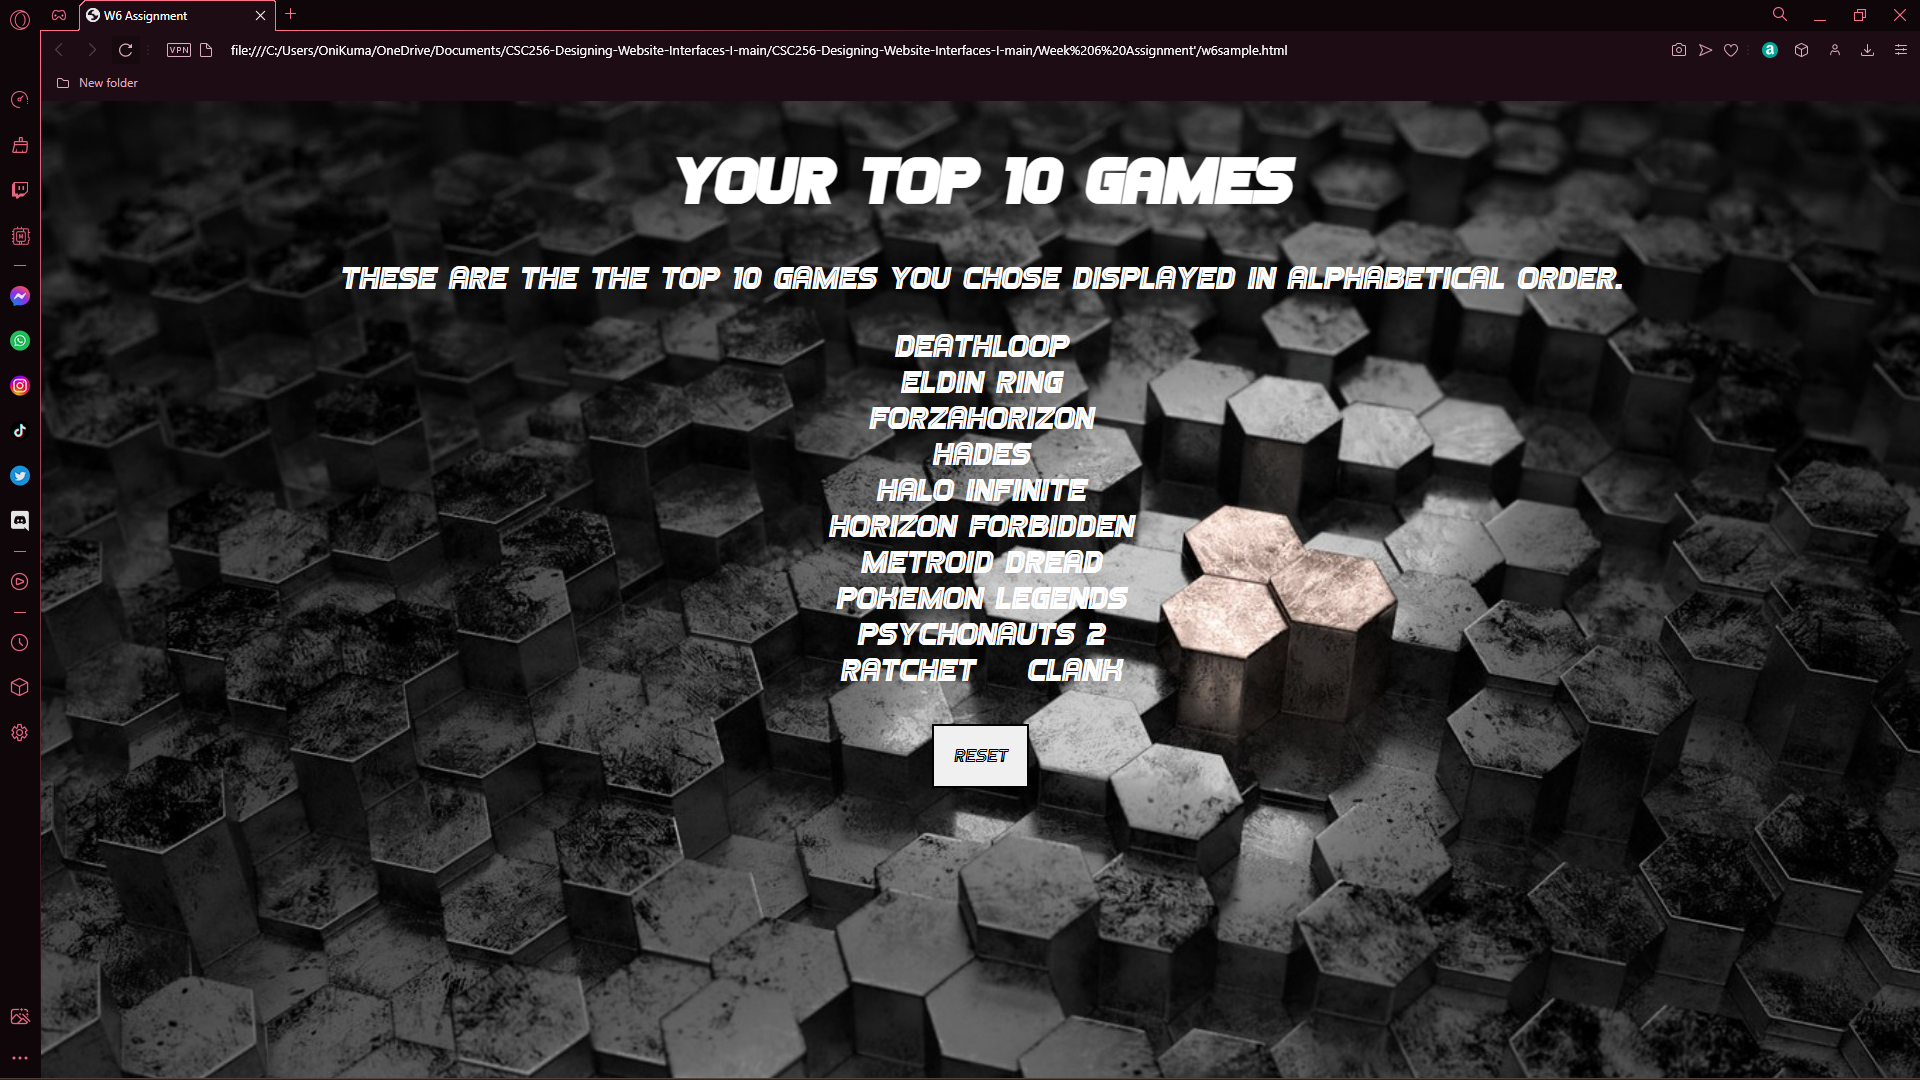 W6 Assignment
VPN
file:///C:/Users/OniKuma/OneDrive/Documents/CSC256-Designing-Website-Interfaces-I-main/CSC256-Designing-Website-Interfaces-I-main/Week%206%20Assignment'/w6sample.html
a
New folder
YOUR TOP 10 GAMES
THESE ARE THE THE TOP 10 GAMES YOU CHOSE DISPLAYED IN ALPHABETICAL ORDER.
DEATHLOOP
ELDIN RING
FORZAHORIZON
HADES
HALO INFINITE
HORIZON FORBIDDEN
METROID DREAD
POKEMON LEGENDS
PSYCHONAUTS 2
RATCHET CLANK
RESET